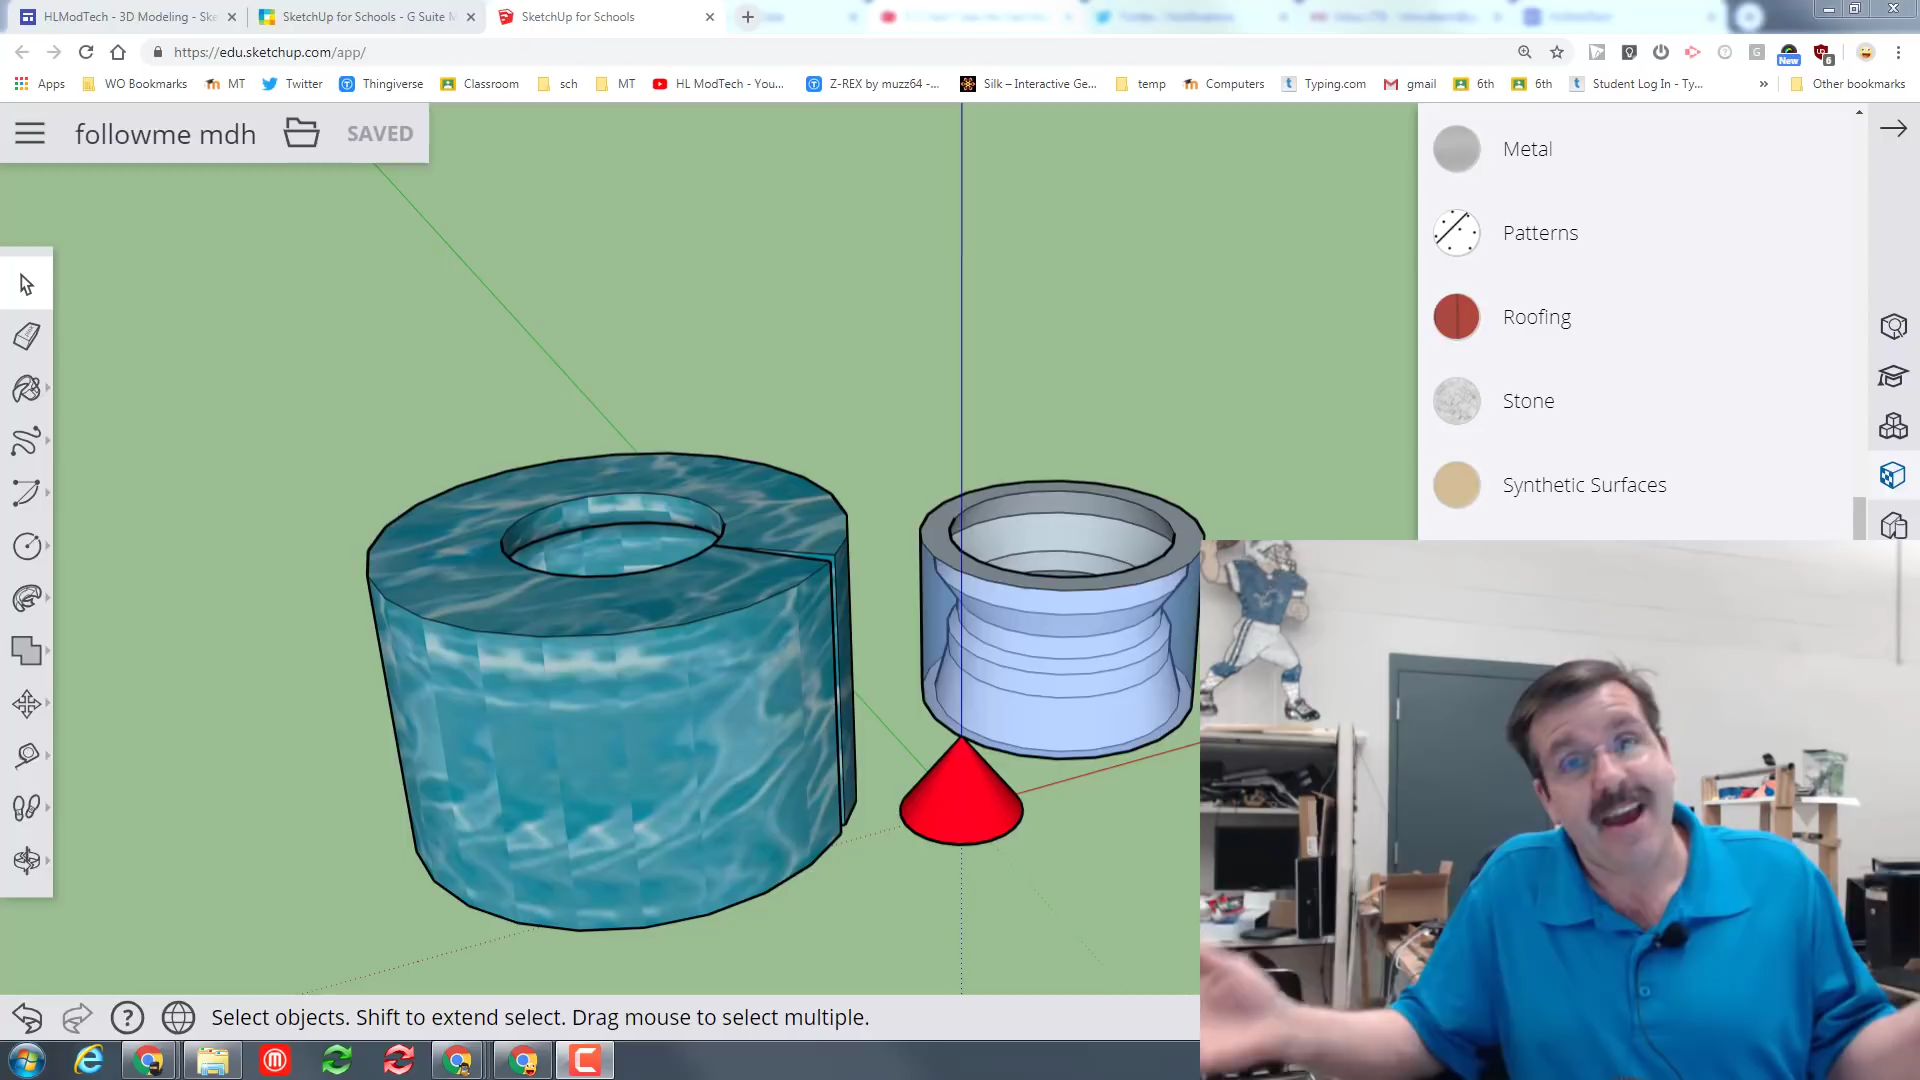 HLModTech - 3D Modeling - Ske
SketchUp for Schools - G Suite M
SketchUp for Schools
https://edu.sketchup.com/app/
Apps
WO Bookmarks
MT
Twitter
Thingiverse
Classroom
sch
MT
HL ModTech - You...
Z-REX by muzz64 -...
Silk – Interactive Ge...
temp
Computers
Typing.com
gmail
6th
6th
Student Log In - Ty...
»
Other bookmarks
New
6
followme mdh
SAVED
Metal
Patterns
Roofing
Stone
Synthetic Surfaces
Select objects. Shift to extend select. Drag mouse to select multiple.